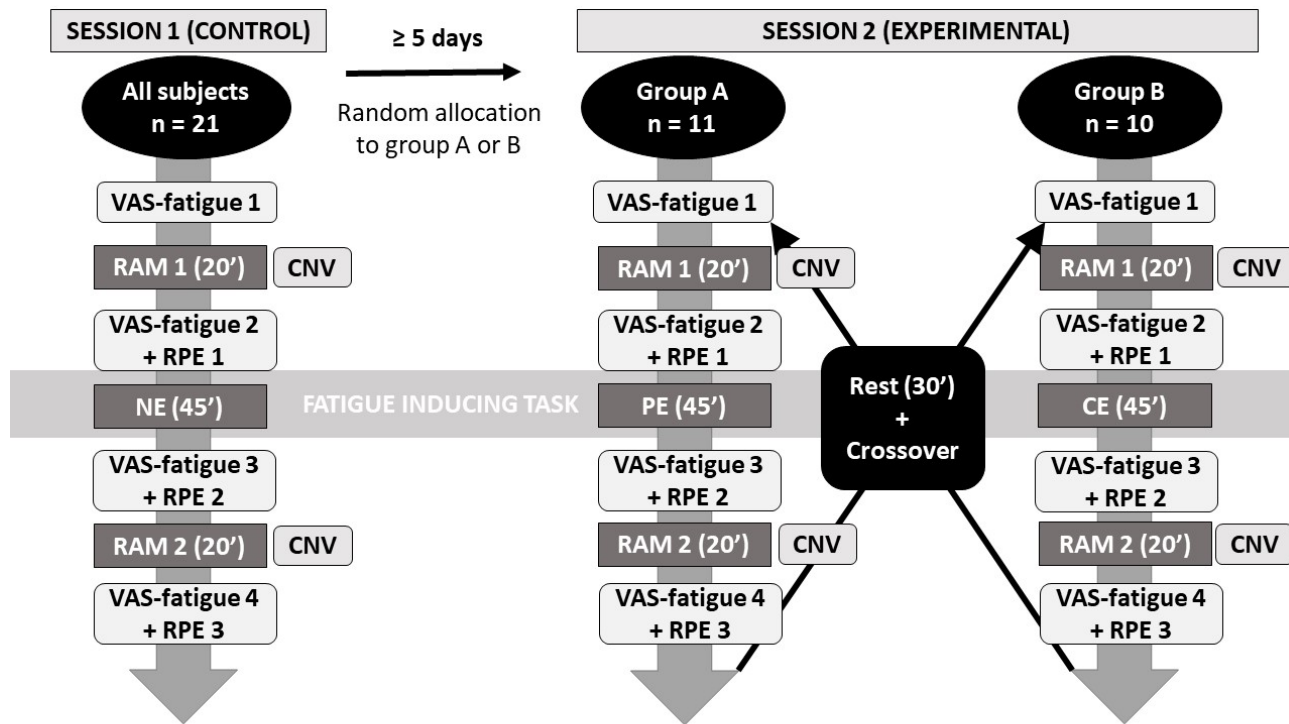 SESSION 1 (CONTROL)
≥ 5 days
Random allocation
to group A or B
SESSION 2 (EXPERIMENTAL)
All subjects
n = 21
VAS-fatigue 1
RAM 1 (20’)
CNV
VAS-fatigue 2
+ RPE 1
NE (45’)
FATIGUE INDUCING TASK
VAS-fatigue 3
+ RPE 2
RAM 2 (20’)
CNV
VAS-fatigue 4
+ RPE 3
Group A
n = 11
VAS-fatigue 1
RAM 1 (20’)
CNV
VAS-fatigue 2
+ RPE 1
PE (45’)
VAS-fatigue 3
+ RPE 2
RAM 2 (20’)
CNV
VAS-fatigue 4
+ RPE 3
Rest (30’)
+
Crossover
Group B
n = 10
VAS-fatigue 1
RAM 1 (20’)
CNV
VAS-fatigue 2
+ RPE 1
CE (45’)
VAS-fatigue 3
+ RPE 2
RAM 2 (20’)
CNV
VAS-fatigue 4
+ RPE 3